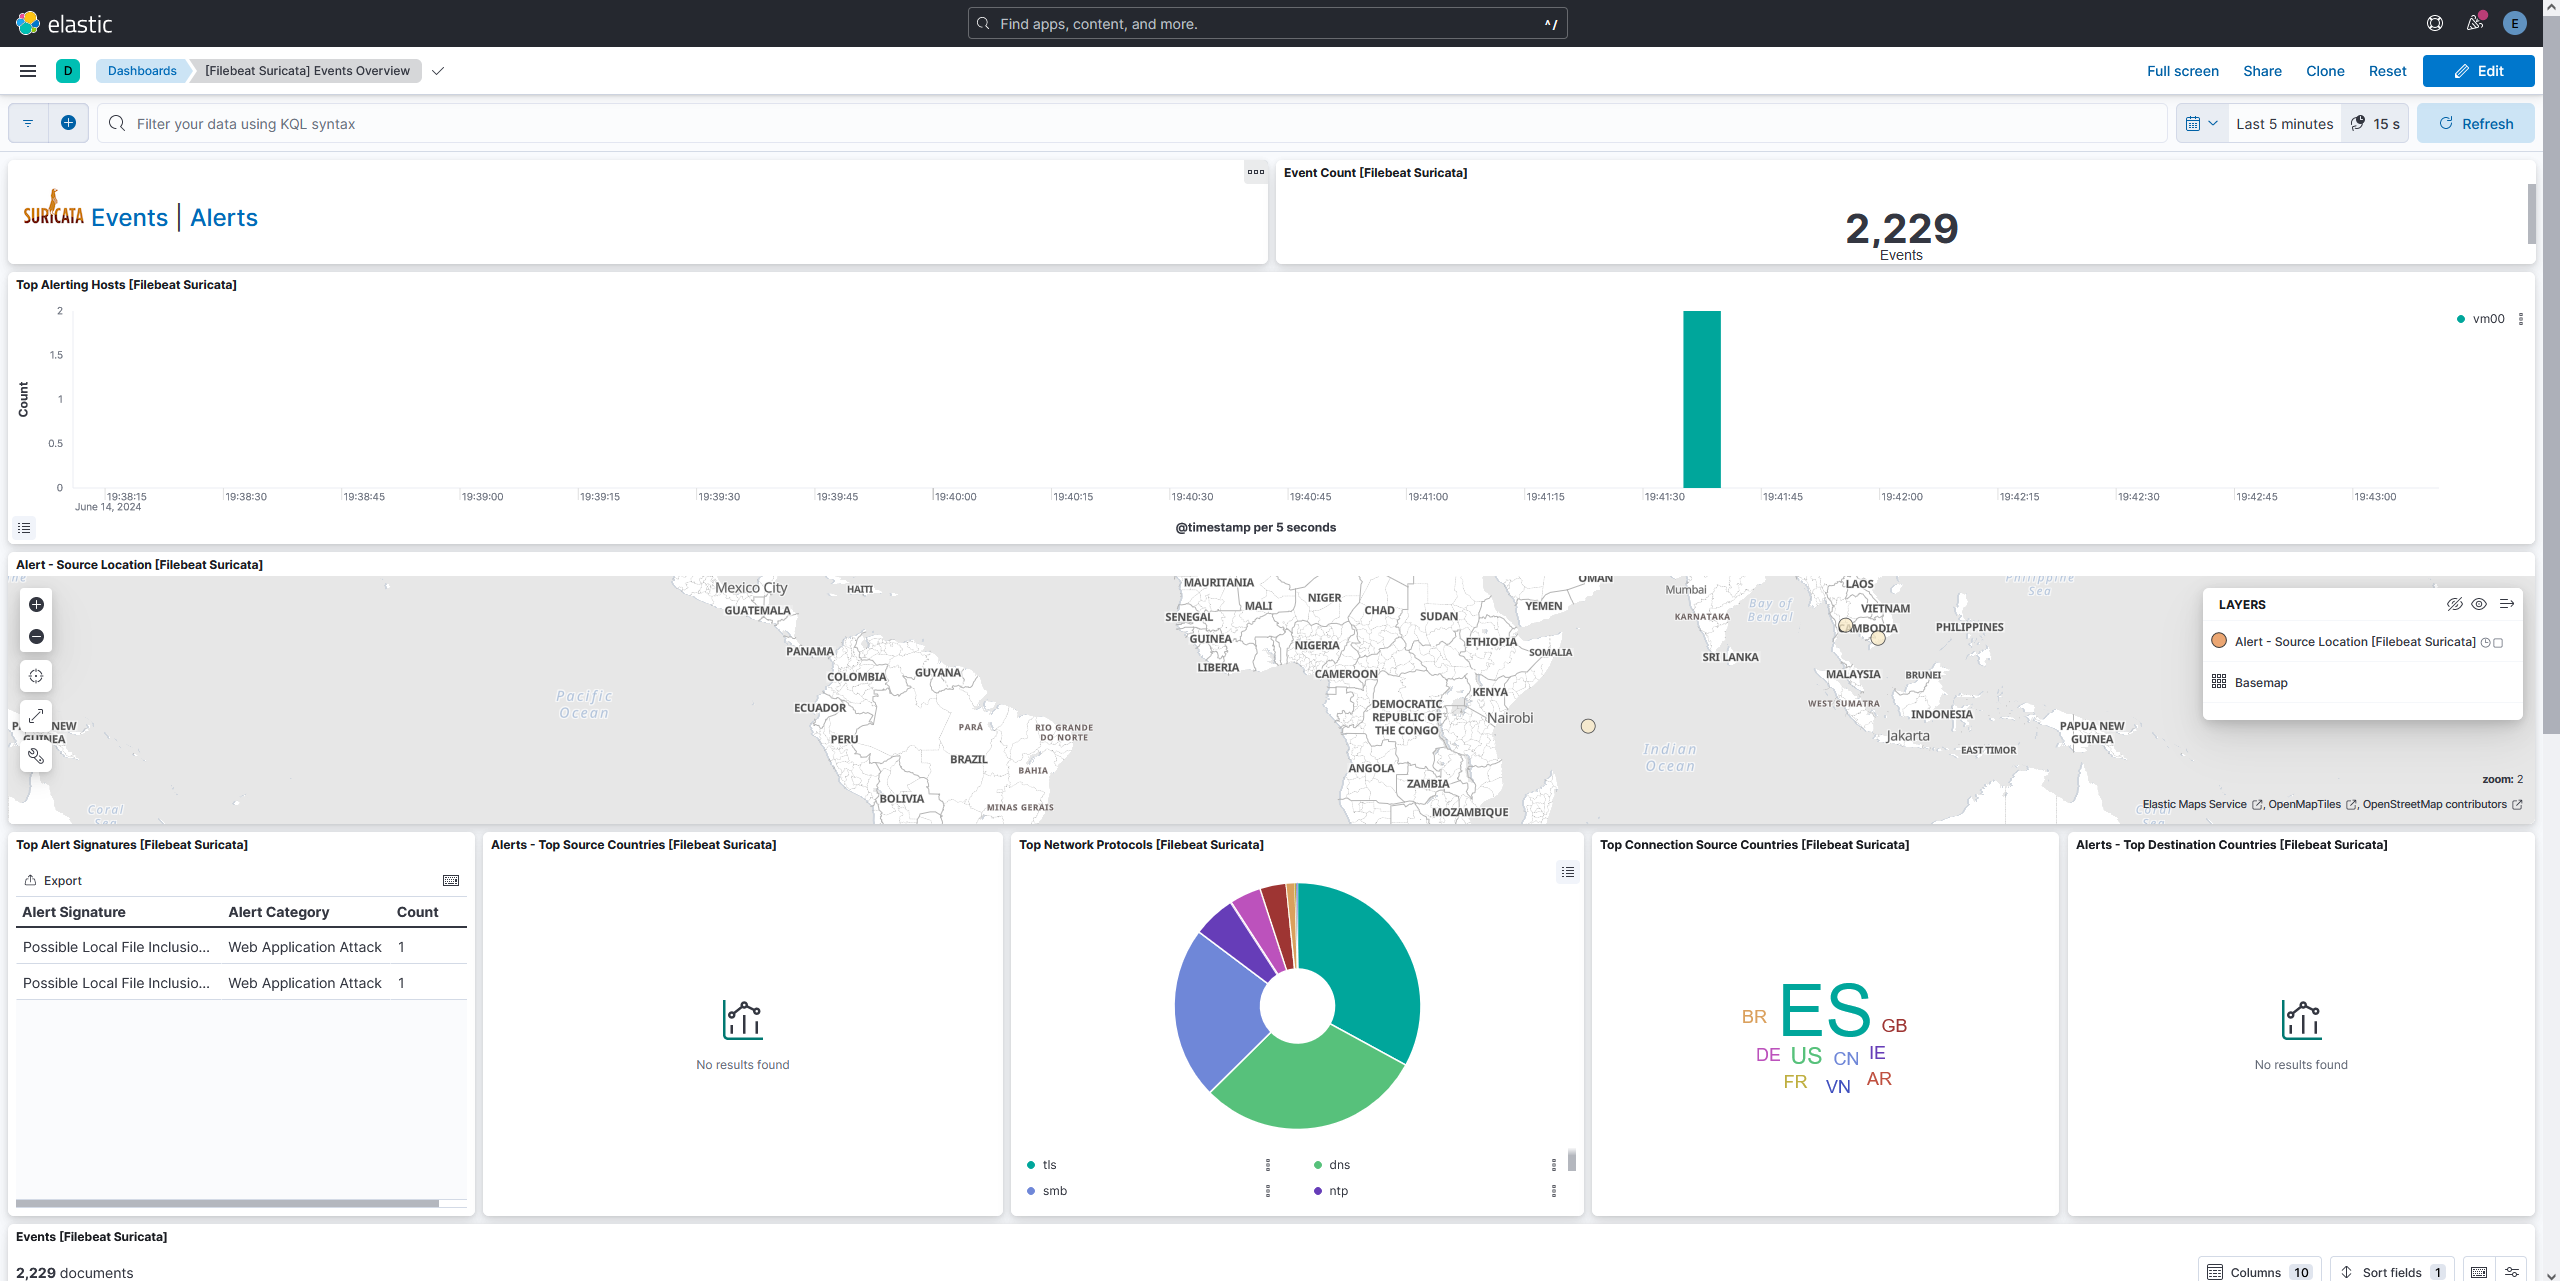 elastic
Find apps, content, and more.
^/
E
D
Dashboards
[Filebeat Suricata] Events Overview
Full screen
Share
Clone
Reset
Edit
Filter your data using KQL syntax
Last 5 minutes
15 s
Refresh
SURICATA Events | Alerts
Event Count [Filebeat Suricata]
2,229
Events
Top Alerting Hosts [Filebeat Suricata]
2
1.5
1
0.5
0
Count
vm00
19:38:15 19:38:30 19:38:45 19:39:00 19:39:15 19:39:30 19:39:45 19:40:00 19:40:15 19:40:30 19:40:45 19:41:00 19:41:15 19:41:30 19:41:45 19:42:00 19:42:15 19:42:30 19:42:45 19:43:00
June 14, 2024
@timestamp per 5 seconds
Alert - Source Location [Filebeat Suricata]
Mexico City
HAITI
GUATEMALA
PANAMA
COLOMBIA
GUYANA
ECUADOR
PERU
PARÁ
RIO GRANDE
DO NORTE
BRAZIL
BAHIA
BOLIVIA
MINAS GERAIS
Pacific
Ocean
NEW
GUINEA
Coral
MAURITANIA
MALI
NIGER
CHAD
SUDAN
OMAN
YEMEN
SENEGAL
GUINEA
LIBERIA
NIGERIA
ETHIOPIA
SOMALIA
CAMEROON
KENYA
DEMOCRATIC
REPUBLIC OF
THE CONGO
Nairobi
ANGOLA
ZAMBIA
MOZAMBIQUE
Indian
Ocean
Mumbai
KARNATAKA
Bay of
Bengal
SRI LANKA
LAOS
VIETNAM
CAMBODIA
PHILIPPINES
Philippine
Sea
MALAYSIA
BRUNEI
WEST SUMATRA
INDONESIA
Jakarta
EAST TIMOR
PAPUA NEW
GUINEA
LAYERS
Alert - Source Location [Filebeat Suricata]
Basemap
zoom: 2
Elastic Maps Service , OpenMapTiles , OpenStreetMap contributors
Top Alert Signatures [Filebeat Suricata]
Export
Alert Signature Alert Category Count
Possible Local File Inclusio... Web Application Attack 1
Possible Local File Inclusio... Web Application Attack 1
Alerts - Top Source Countries [Filebeat Suricata]
No results found
Top Network Protocols [Filebeat Suricata]
tls
dns
smb
ntp
Top Connection Source Countries [Filebeat Suricata]
BR ES GB
DE US CN IE
FR VN AR
Alerts - Top Destination Countries [Filebeat Suricata]
No results found
Events [Filebeat Suricata]
2,229 documents
Columns 10
Sort fields 1